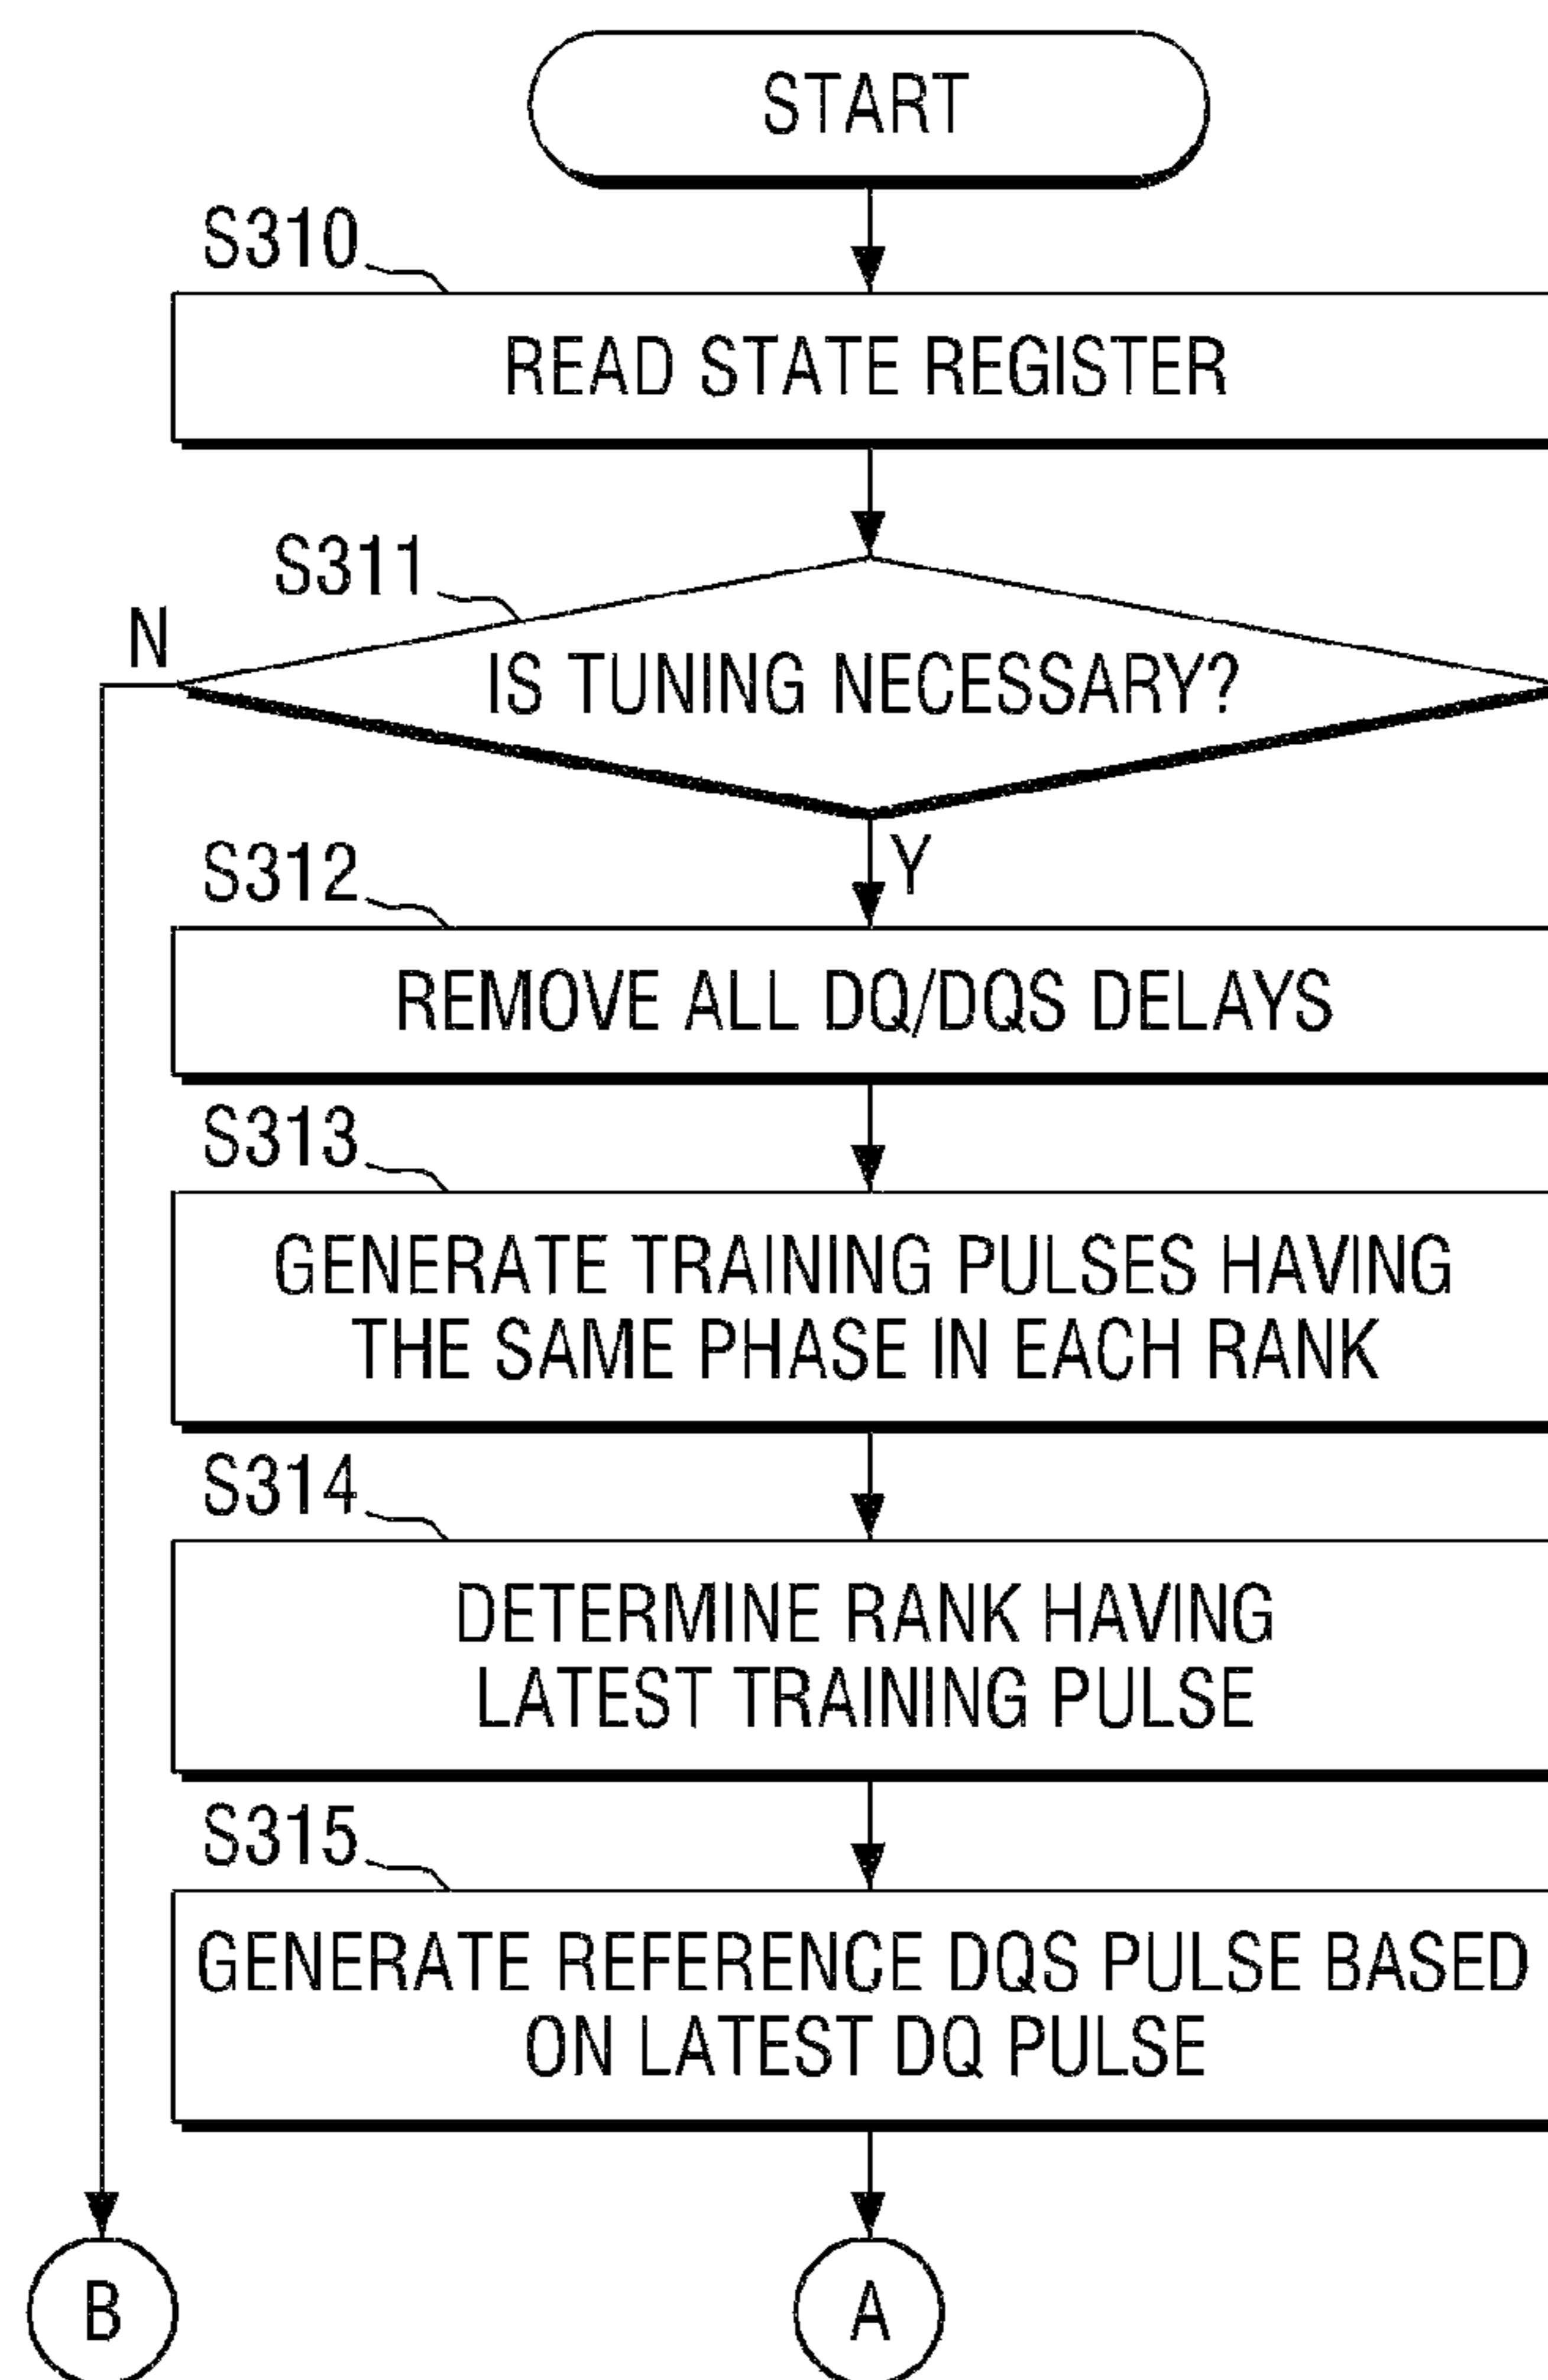 START
S310
READ STATE REGISTER
S311
N
IS TUNING NECESSARY?
Y
S312
REMOVE ALL DQ/DQS DELAYS
S313
GENERATE TRAINING PULSES HAVING
THE SAME PHASE IN EACH RANK
S314
DETERMINE RANK HAVING
LATEST TRAINING PULSE
S315
GENERATE REFERENCE DQS PULSE BASED
ON LATEST DQ PULSE
B
A